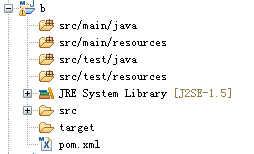 b
src/main/java
src/main/resources
src/test/java
src/test/resources
JRE System Library [J2SE-1.5]
src
target
pom.xml